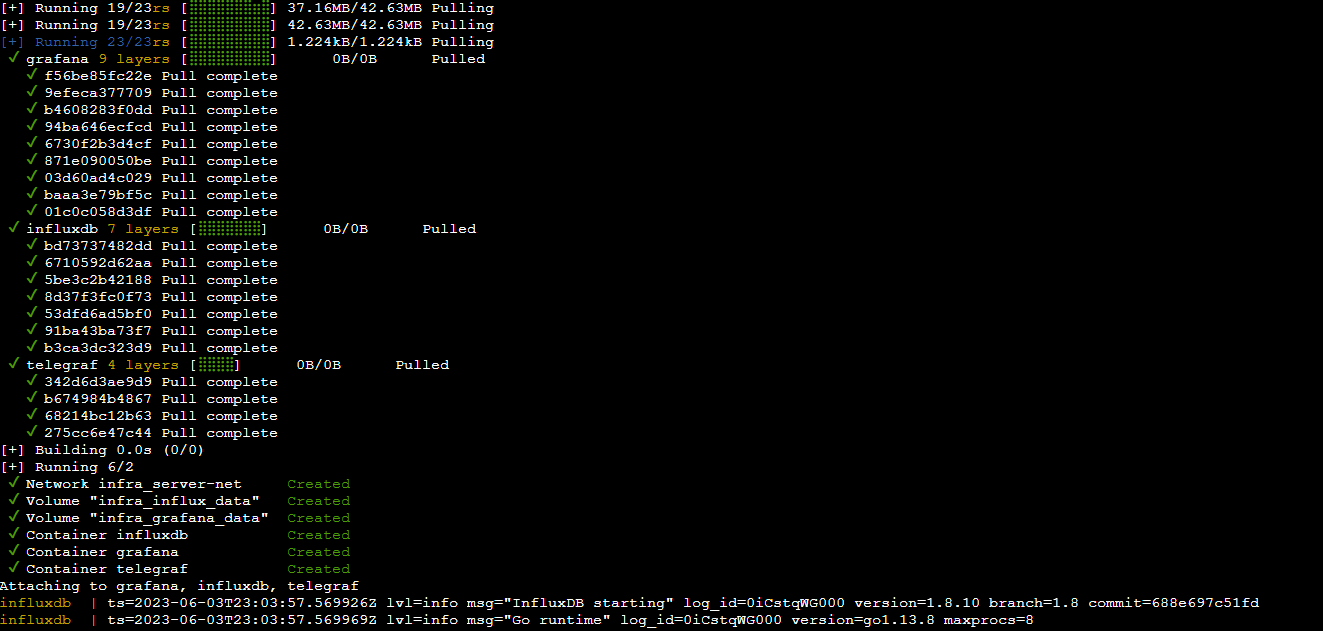 [+] Running 19/23rs [⣿⣿⣿⣿⣿⣿⣿⣿⣿] 37.16MB/42.63MB Pulling
[+] Running 19/23rs [⣿⣿⣿⣿⣿⣿⣿⣿⣿] 42.63MB/42.63MB Pulling
[+] Running 23/23rs [⣿⣿⣿⣿⣿⣿⣿⣿⣿] 1.224kB/1.224kB Pulling
✓ grafana 9 layers [⣿⣿⣿⣿⣿⣿⣿⣿⣿] 0B/0B Pulled
✓ f56be85fc22e Pull complete
✓ 9efeca377709 Pull complete
✓ b4608283f0dd Pull complete
✓ 94ba646ecfcd Pull complete
✓ 6730f2b3d4cf Pull complete
✓ 871e090050be Pull complete
✓ 03d60ad4c029 Pull complete
✓ baaa3e79bf5c Pull complete
✓ 01c0c058d3df Pull complete
✓ influxdb 7 layers [⣿⣿⣿⣿⣿⣿⣿] 0B/0B Pulled
✓ bd73737482dd Pull complete
✓ 6710592d62aa Pull complete
✓ 5be3c2b42188 Pull complete
✓ 8d37f3fc0f73 Pull complete
✓ 53dfd6ad5bf0 Pull complete
✓ 91ba43ba73f7 Pull complete
✓ b3ca3dc323d9 Pull complete
✓ telegraf 4 layers [⣿⣿⣿⣿] 0B/0B Pulled
✓ 342d6d3ae9d9 Pull complete
✓ b674984b4867 Pull complete
✓ 68214bc12b63 Pull complete
✓ 275cc6e47c44 Pull complete
[+] Building 0.0s (0/0)
[+] Running 6/2
✓ Network infra_server-net Created
✓ Volume "infra_influx_data" Created
✓ Volume "infra_grafana_data" Created
✓ Container influxdb Created
✓ Container grafana Created
✓ Container telegraf Created
Attaching to grafana, influxdb, telegraf
influxdb | ts=2023-06-03T23:03:57.569926Z lvl=info msg="InfluxDB starting" log_id=0iCstqWG000 version=1.8.10 branch=1.8 commit=688e697c51fd
influxdb | ts=2023-06-03T23:03:57.569969Z lvl=info msg="Go runtime" log_id=0iCstqWG000 version=go1.13.8 maxprocs=8